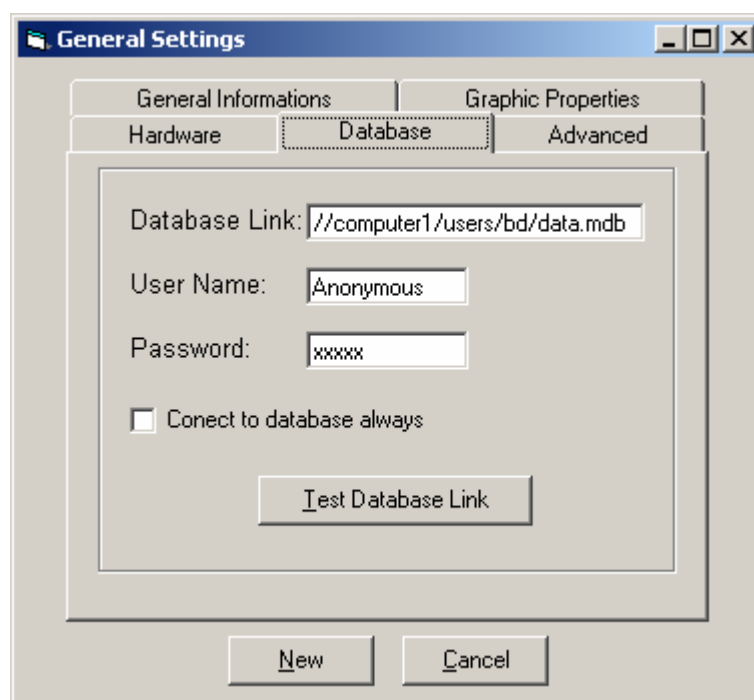 General Settings
General Informations Graphic Properties
Hardware Database Advanced
Database Link: //computer1/users/bd/data.mdb
User Name: Anonymous
Password: xxxxx
Conect to database always
Test Database Link
New Cancel